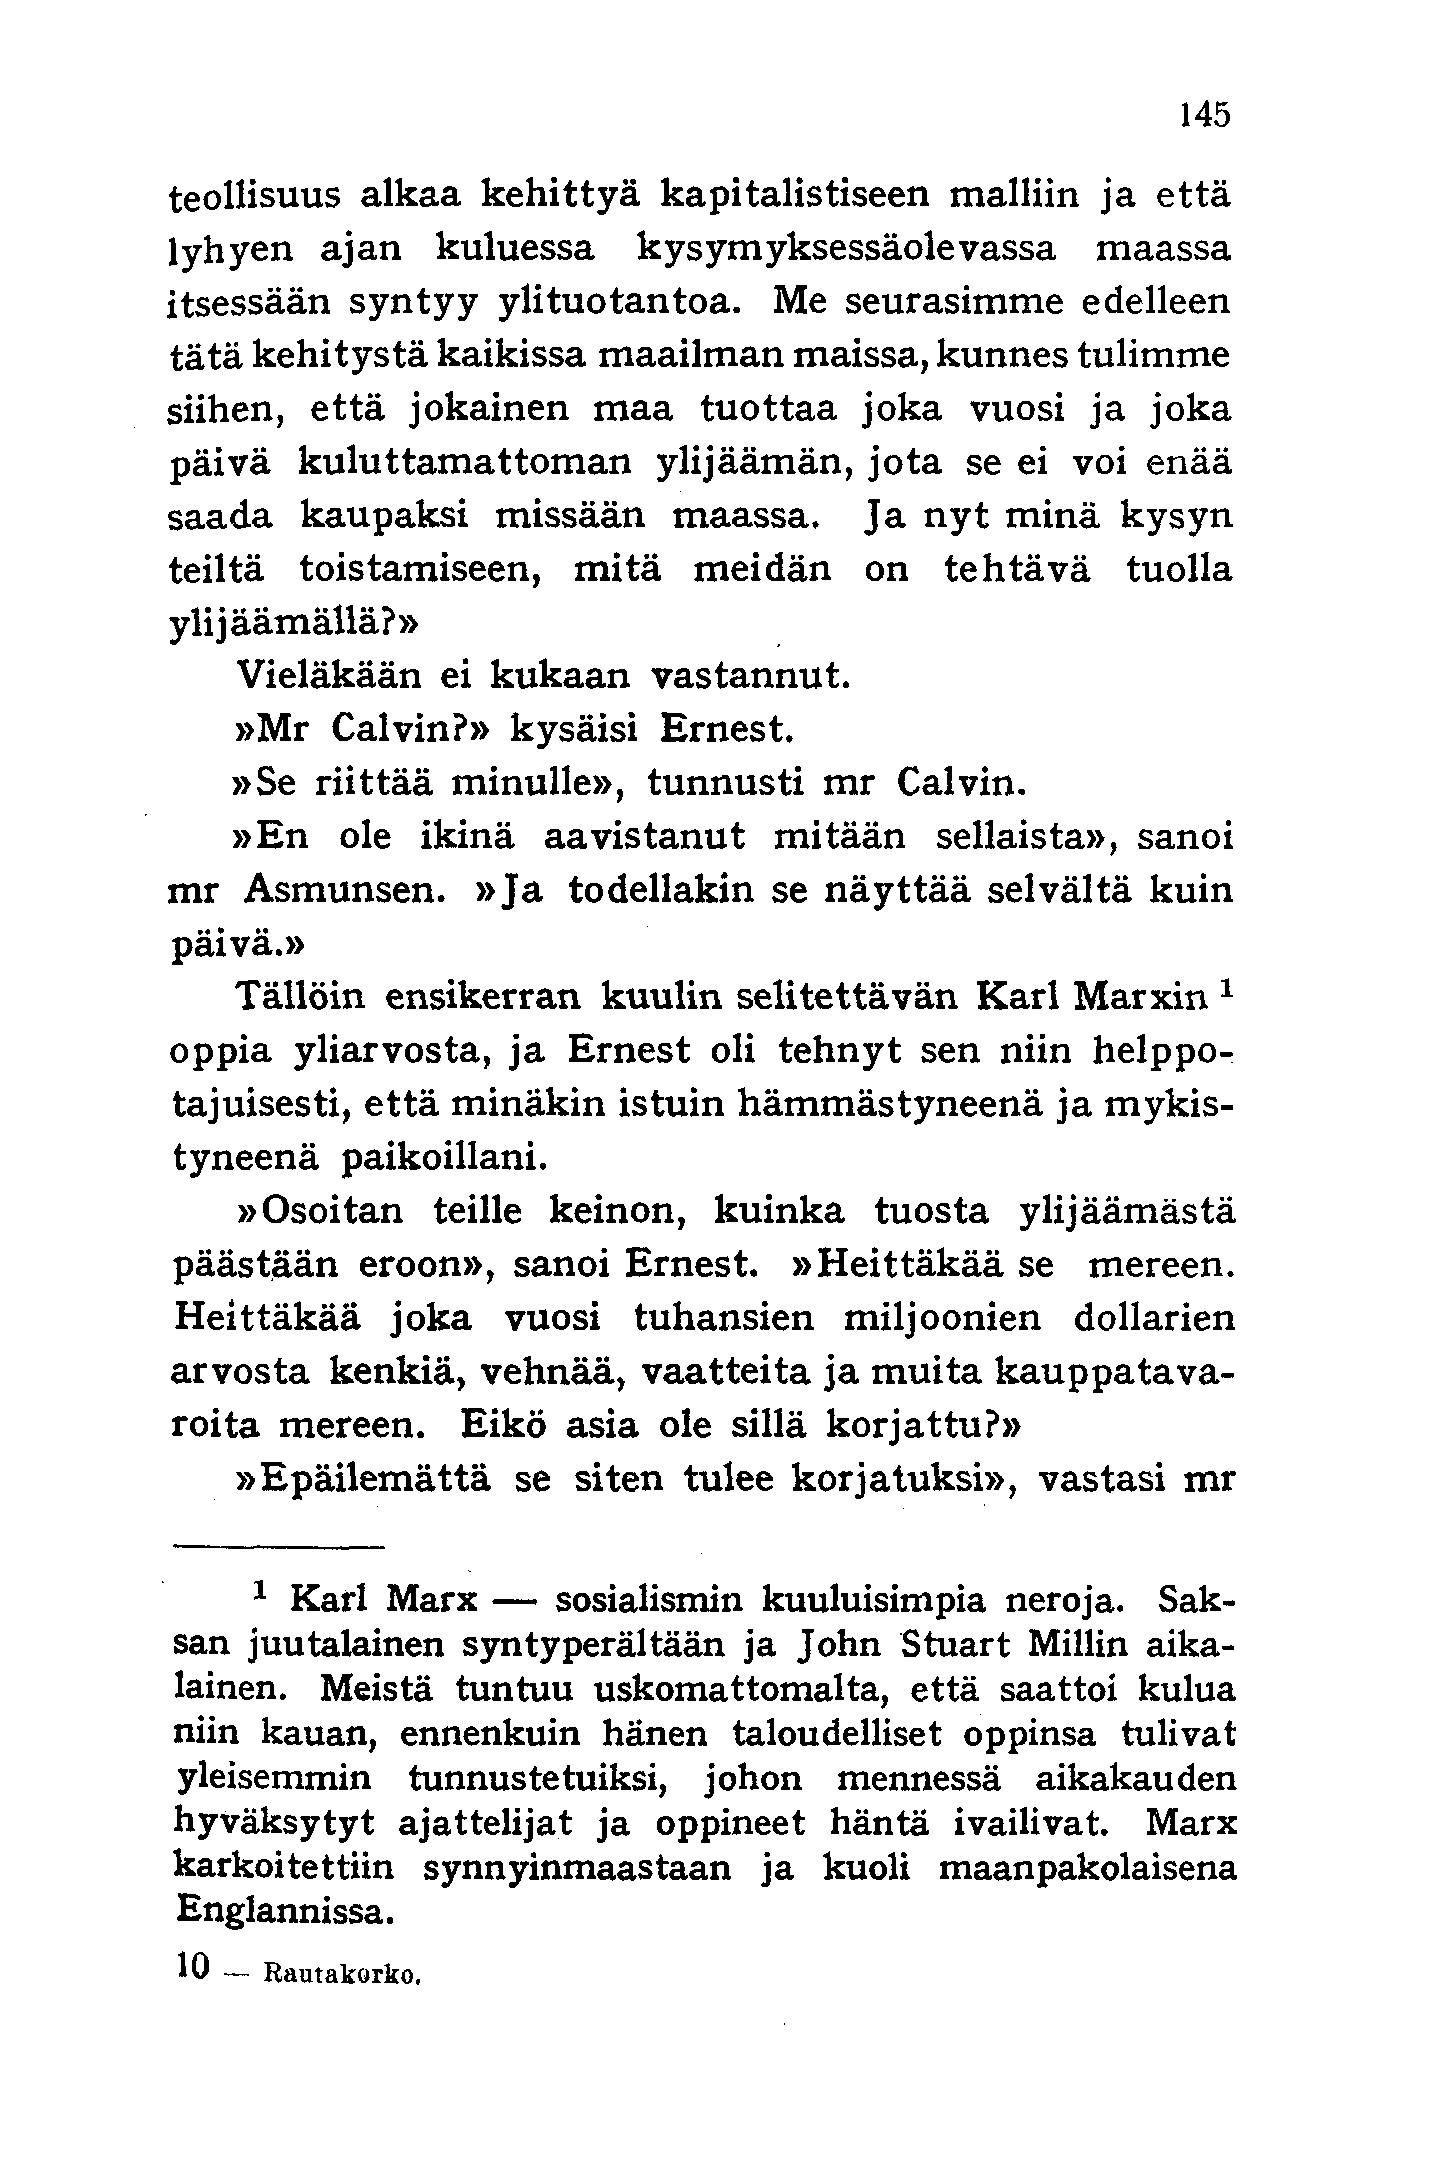 145
teollisuus alkaa kehittyä kapitalistiseen malliin ja että
lyhyen ajan kuluessa kysymyksessäolevassa maassa
itsessään syntyy ylituotantoa. Me seurasimme edelleen
tätä kehitystä kaikissa maailman maissa, kunnes tulimme
siihen, että jokainen maa tuottaa joka vuosi ja joka
päivä kuluttamattoman ylijäämän, jota se ei voi enää
saada kaupaksi missään maassa. Ja nyt minä kysyn
teiltä toistamiseen, mitä meidän on tehtävä tuolla
ylijäämällä?»
Vieläkään ei kukaan vastannut.
»Mr Calvin?» kysäisi Ernest.
»Se riittää minulle», tunnusti mr Calvin.
»En ole ikinä aavistanut mitään sellaista», sanoi
mr Asmunsen. »Ja todellakin se näyttää selvältä kuin
päivä.»
Tällöin ensikerran kuulin selitettävän Karl Marxin ¹
oppia yliarvosta, ja Ernest oli tehnyt sen niin helppo-
tajuisesti, että minäkin istuin hämmästyneenä ja mykis-
tyneenä paikoillani.
»Osoitan teille keinon, kuinka tuosta ylijäämästä
päästään eroon», sanoi Ernest. »Heittäkää se mereen.
Heittäkää joka vuosi tuhansien miljoonien dollarien
arvosta kenkiä, vehnää, vaatteita ja muita kauppatava-
roita mereen. Eikö asia ole sillä korjattu?»
»Epäilemättä se siten tulee korjatuksi», vastasi mr
¹ Karl Marx — sosialismin kuuluisimpia neroja. Sak-
san juutalainen syntyperältään ja John Stuart Millin aika-
lainen. Meistä tuntuu uskomattomalta, että saattoi kulua
niin kauan, ennenkuin hänen taloudelliset oppinsa tulivat
yleisemmin tunnustetuiksi, johon mennessä aikakauden
hyväksytyt ajattelijat ja oppineet häntä ivailivat. Marx
karkoitettiin synnyinmaastaan ja kuoli maanpakolaisena
Englannissa.
10 — Rautakorko.